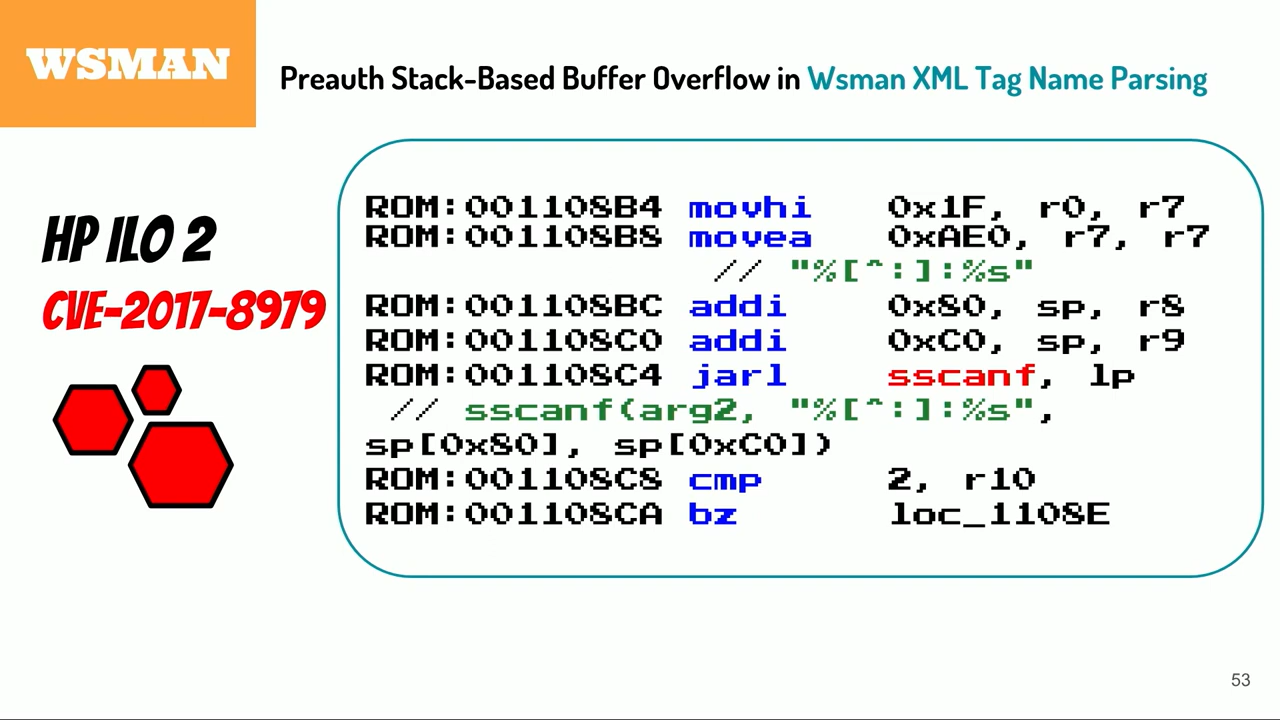 WSMAN
Preauth Stack-Based Buffer Overflow in Wsman XML Tag Name Parsing
HP ILO 2
CVE-2017-8979
ROM:001108B4 movhi 0x1F, r0, r7
ROM:001108B8 movea 0xAE0, r7, r7
// "%[^:]:%s"
ROM:001108BC addi 0x80, sp, r8
ROM:001108C0 addi 0xC0, sp, r9
ROM:001108C4 jarl sscanf, lp
// sscanf(arg2, "%[^:]:%s",
sp[0x80], sp[0xC0])
ROM:001108C8 cmp 2, r10
ROM:001108CA bz loc_1108E
53